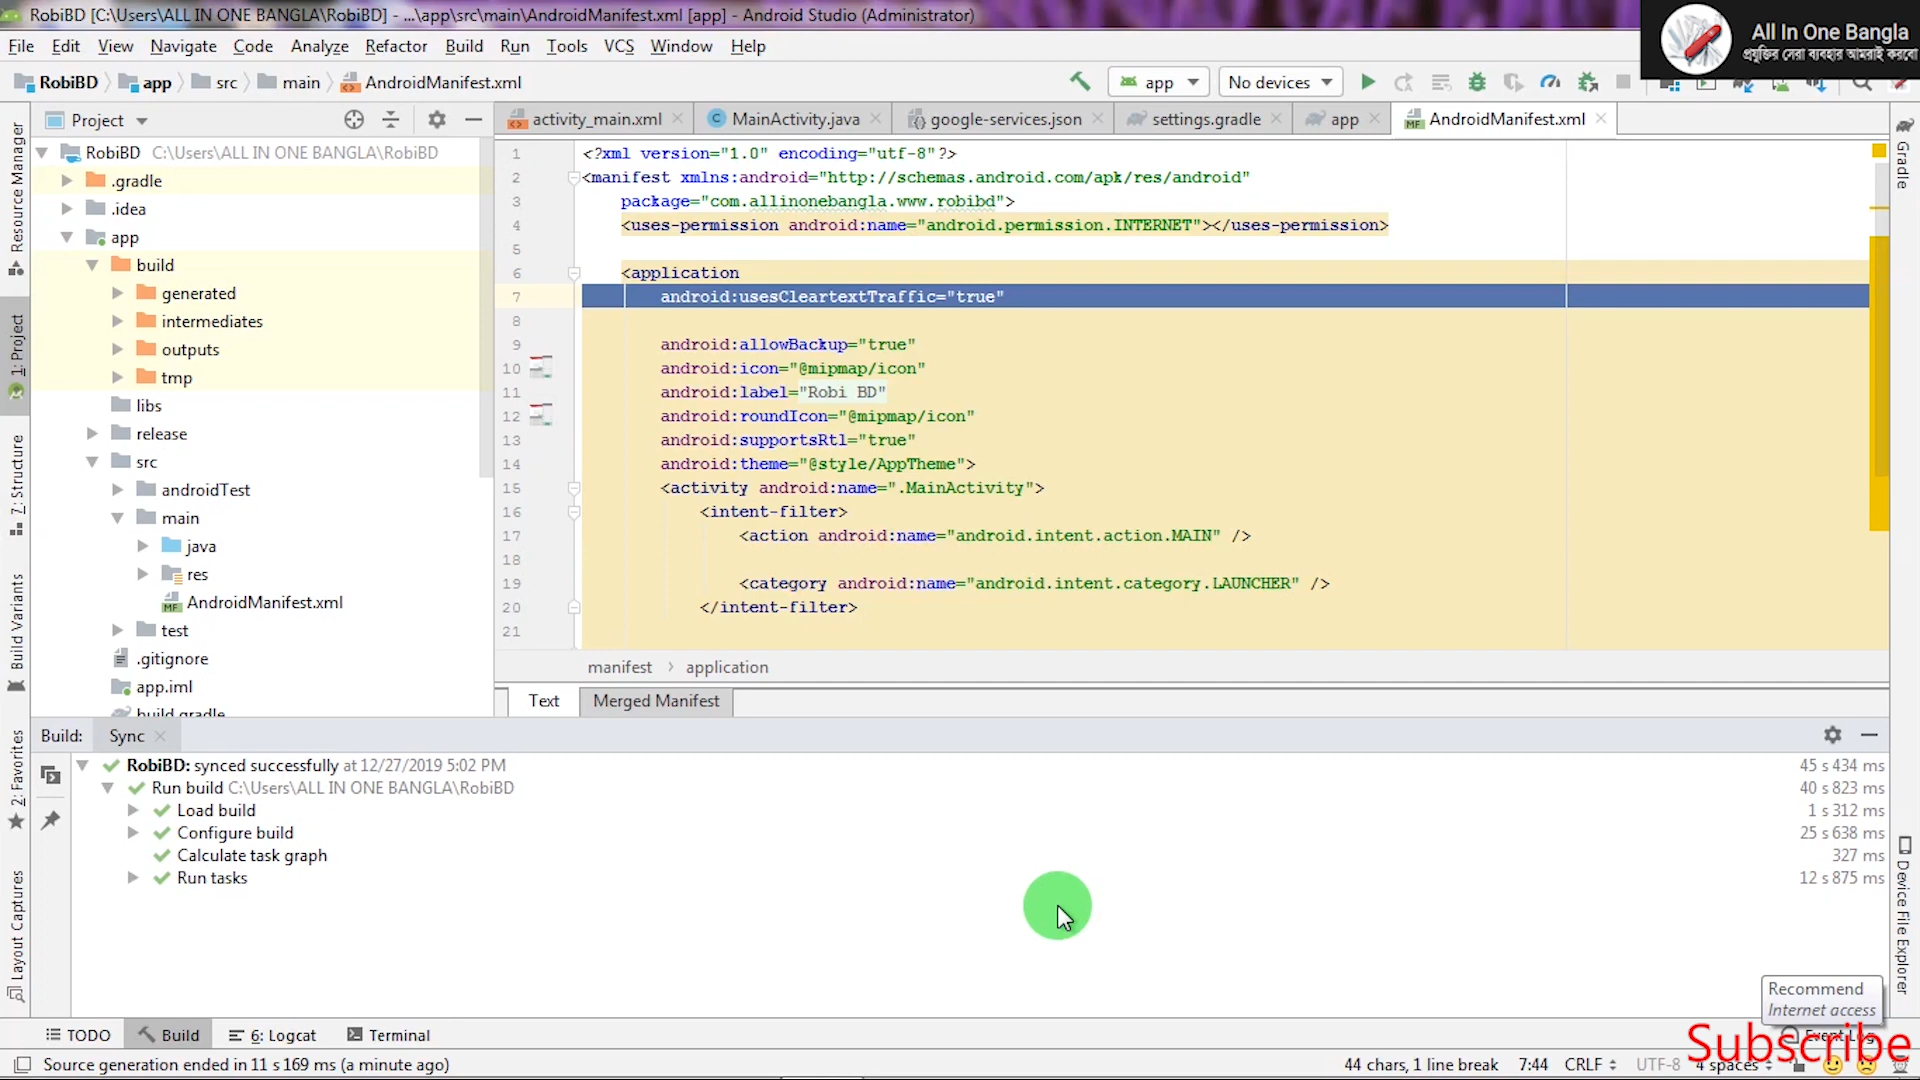 RobiBD [C:\Users\ALL IN ONE BANGLA\RobiBD] - ...\app\src\main\AndroidManifest.xml [app] - Android Studio (Administrator)
All In One Bangla
প্রযুক্তির সেরা ব্যবহার আমরাই করবো
File Edit View Navigate Code Analyze Refactor Build Run Tools VCS Window Help
RobiBD app src main AndroidManifest.xml app No devices
Project
activity_main.xml MainActivity.java google-services.json settings.gradle app AndroidManifest.xml
Resource Manager
1: Project
7: Structure
Build Variants
2: Favorites
Layout Captures
RobiBD C:\Users\ALL IN ONE BANGLA\RobiBD
.gradle
.idea
app
build
generated
intermediates
outputs
tmp
libs
release
src
androidTest
main
java
res
AndroidManifest.xml
test
.gitignore
app.iml
build.gradle
1 <?xml version="1.0" encoding="utf-8"?>
2 <manifest xmlns:android="http://schemas.android.com/apk/res/android"
3 package="com.allinonebangla.www.robibd">
4 <uses-permission android:name="android.permission.INTERNET"></uses-permission>
5
6 <application
7 android:usesCleartextTraffic="true"
8
9 android:allowBackup="true"
10 android:icon="@mipmap/icon"
11 android:label="Robi BD"
12 android:roundIcon="@mipmap/icon"
13 android:supportsRtl="true"
14 android:theme="@style/AppTheme">
15 <activity android:name=".MainActivity">
16 <intent-filter>
17 <action android:name="android.intent.action.MAIN" />
18
19 <category android:name="android.intent.category.LAUNCHER" />
20 </intent-filter>
21
manifest application
Text Merged Manifest
Gradle
Device File Explorer
Build: Sync
RobiBD: synced successfully at 12/27/2019 5:02 PM 45 s 434 ms
Run build C:\Users\ALL IN ONE BANGLA\RobiBD 40 s 823 ms
Load build 1 s 312 ms
Configure build 25 s 638 ms
Calculate task graph 327 ms
Run tasks 12 s 875 ms
Recommend
Internet access
TODO Build 6: Logcat Terminal Event Log
Subscribe
Source generation ended in 11 s 169 ms (a minute ago) 44 chars, 1 line break 7:44 CRLF UTF-8 4 spaces
MF
MF
C